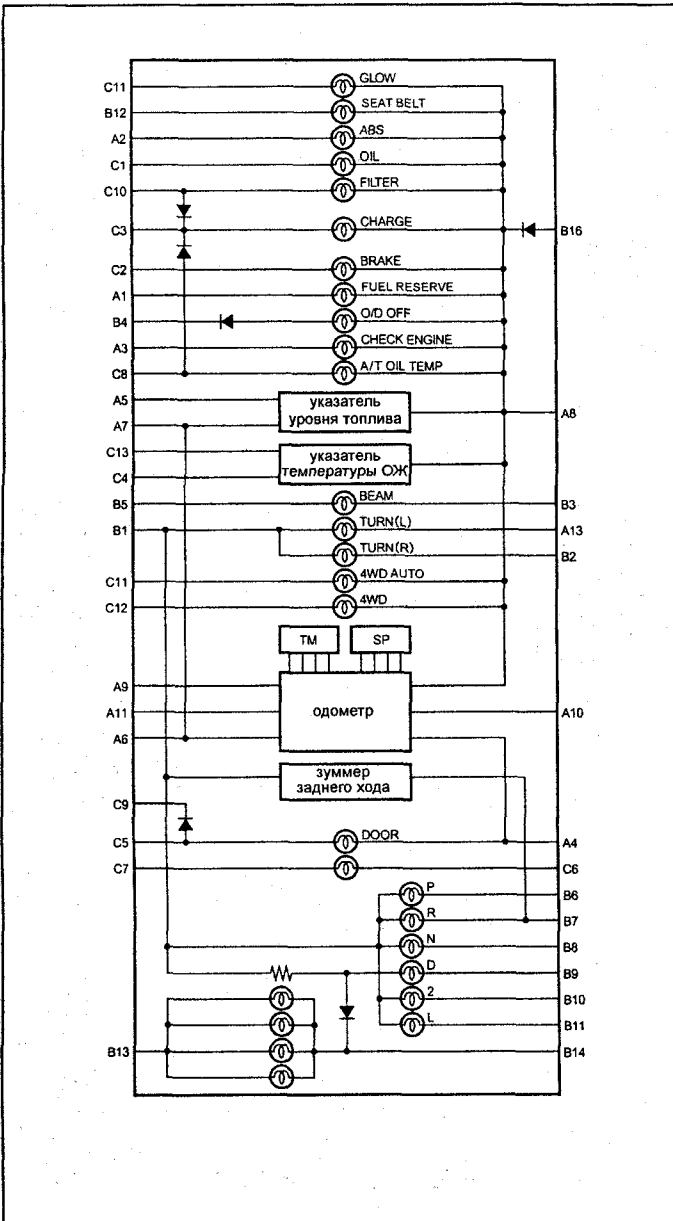 C11 GLOW
B12 SEAT BELT
A2 ABS
C1 OIL
C10 FILTER
C3 CHARGE B16
C2 BRAKE
A1 FUEL RESERVE
B4 O/D OFF
A3 CHECK ENGINE
C8 A/T OIL TEMP
A5 указатель
уровня топлива A8
A7
C13 указатель
температуры ОЖ
C4
B5 BEAM B3
B1 TURN(L) A13
TURN(R) B2
C11 4WD AUTO
C12 4WD
TM SP
A9
A11 одометр A10
A6
зуммер
заднего хода
C9
C5 DOOR A4
C7 C6
P B6
R B7
N B8
D B9
2 B10
L B11
B13 B14